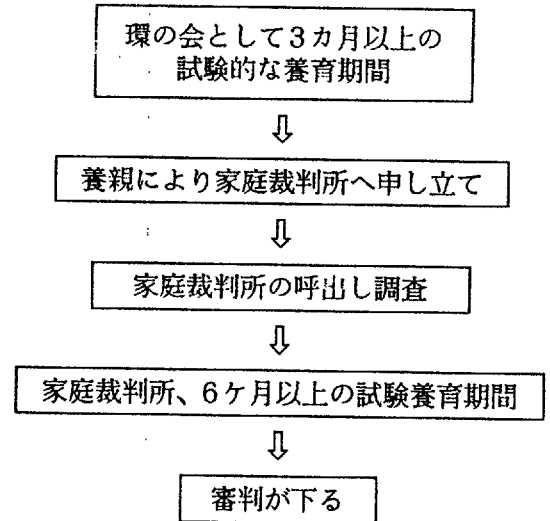 環の会として3カ月以上の
試験的な養育期間
⇩
養親により家庭裁判所へ申し立て
⇩
家庭裁判所の呼出し調査
⇩
家庭裁判所、6ケ月以上の試験養育期間
⇩
審判が下る